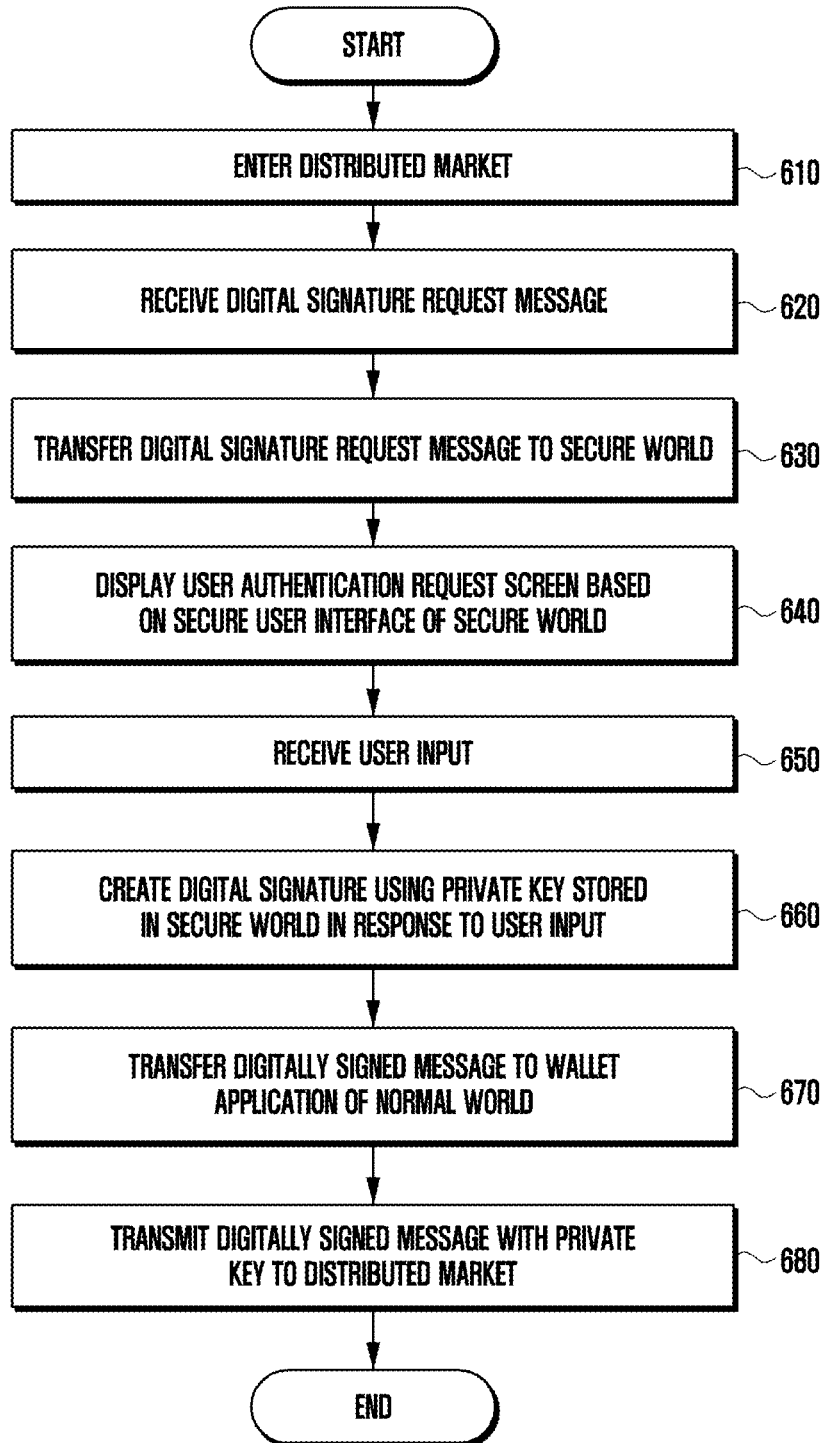 START
ENTER DISTRIBUTED MARKET
610
RECEIVE DIGITAL SIGNATURE REQUEST MESSAGE
620
TRANSFER DIGITAL SIGNATURE REQUEST MESSAGE TO SECURE WORLD
630
DISPLAY USER AUTHENTICATION REQUEST SCREEN BASED
ON SECURE USER INTERFACE OF SECURE WORLD
640
RECEIVE USER INPUT
650
CREATE DIGITAL SIGNATURE USING PRIVATE KEY STORED
IN SECURE WORLD IN RESPONSE TO USER INPUT
660
TRANSFER DIGITALLY SIGNED MESSAGE TO WALLET
APPLICATION OF NORMAL WORLD
670
TRANSMIT DIGITALLY SIGNED MESSAGE WITH PRIVATE
KEY TO DISTRIBUTED MARKET
680
END